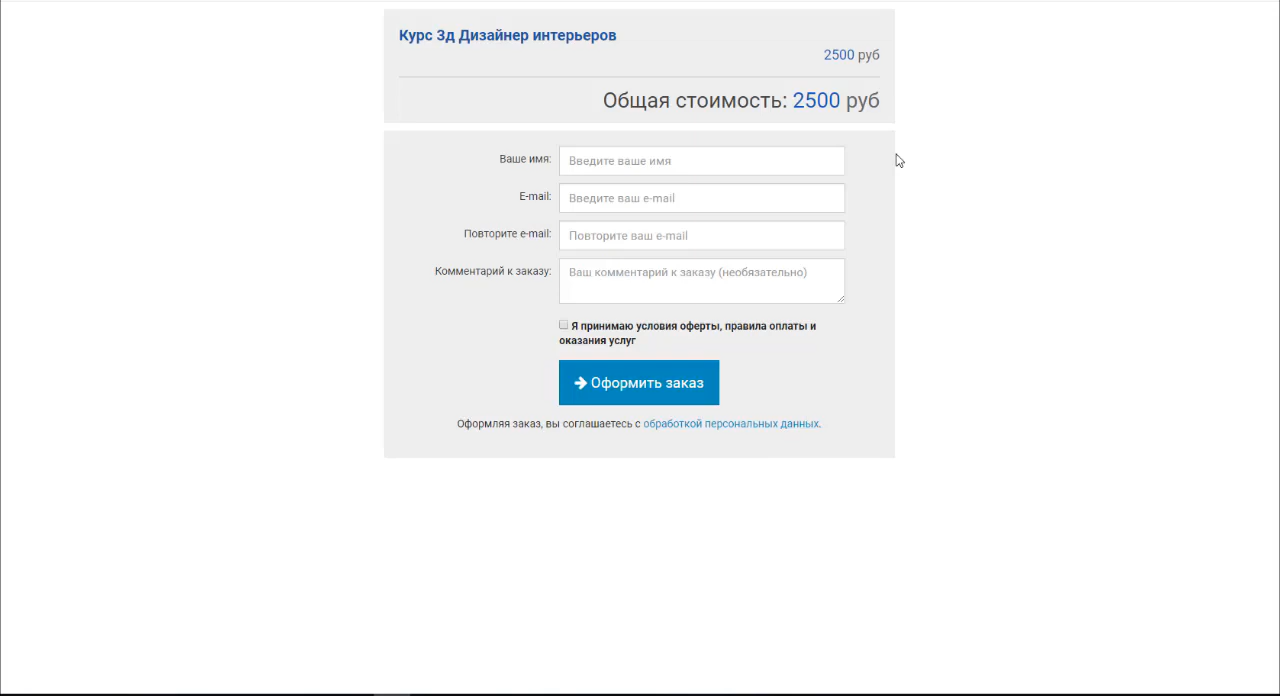 Курс 3д Дизайнер интерьеров
2500 руб
Общая стоимость: 2500 руб
Ваше имя: Введите ваше имя
E-mail: Введите ваш e-mail
Повторите e-mail: Повторите ваш e-mail
Комментарий к заказу: Ваш комментарий к заказу (необязательно)
Я принимаю условия оферты, правила оплаты и
оказания услуг
Оформить заказ
Оформляя заказ, вы соглашаетесь с обработкой персональных данных.